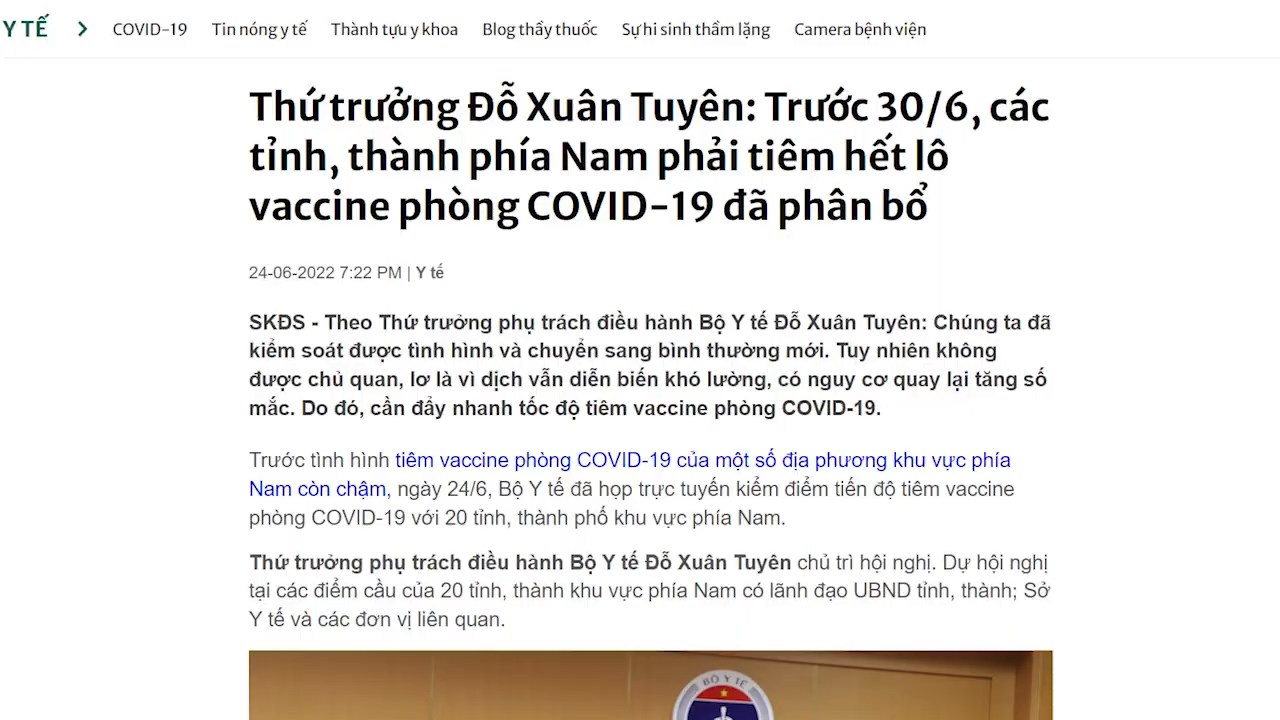 Y TẾ
COVID-19 Tin nóng y tế Thành tựu y khoa Blog thầy thuốc Sự hi sinh thầm lặng Camera bệnh viện
Thứ trưởng Đỗ Xuân Tuyên: Trước 30/6, các
tỉnh, thành phía Nam phải tiêm hết lô
vaccine phòng COVID-19 đã phân bổ
24-06-2022 7:22 PM | Y tế
SKĐS - Theo Thứ trưởng phụ trách điều hành Bộ Y tế Đỗ Xuân Tuyên: Chúng ta đã
kiểm soát được tình hình và chuyển sang bình thường mới. Tuy nhiên không
được chủ quan, lơ là vì dịch vẫn diễn biến khó lường, có nguy cơ quay lại tăng số
mắc. Do đó, cần đẩy nhanh tốc độ tiêm vaccine phòng COVID-19.
Trước tình hình tiêm vaccine phòng COVID-19 của một số địa phương khu vực phía
Nam còn chậm, ngày 24/6, Bộ Y tế đã họp trực tuyến kiểm điểm tiến độ tiêm vaccine
phòng COVID-19 với 20 tỉnh, thành phố khu vực phía Nam.
Thứ trưởng phụ trách điều hành Bộ Y tế Đỗ Xuân Tuyên chủ trì hội nghị. Dự hội nghị
tại các điểm cầu của 20 tỉnh, thành khu vực phía Nam có lãnh đạo UBND tỉnh, thành; Sở
Y tế và các đơn vị liên quan.
BỘ Y TẾ